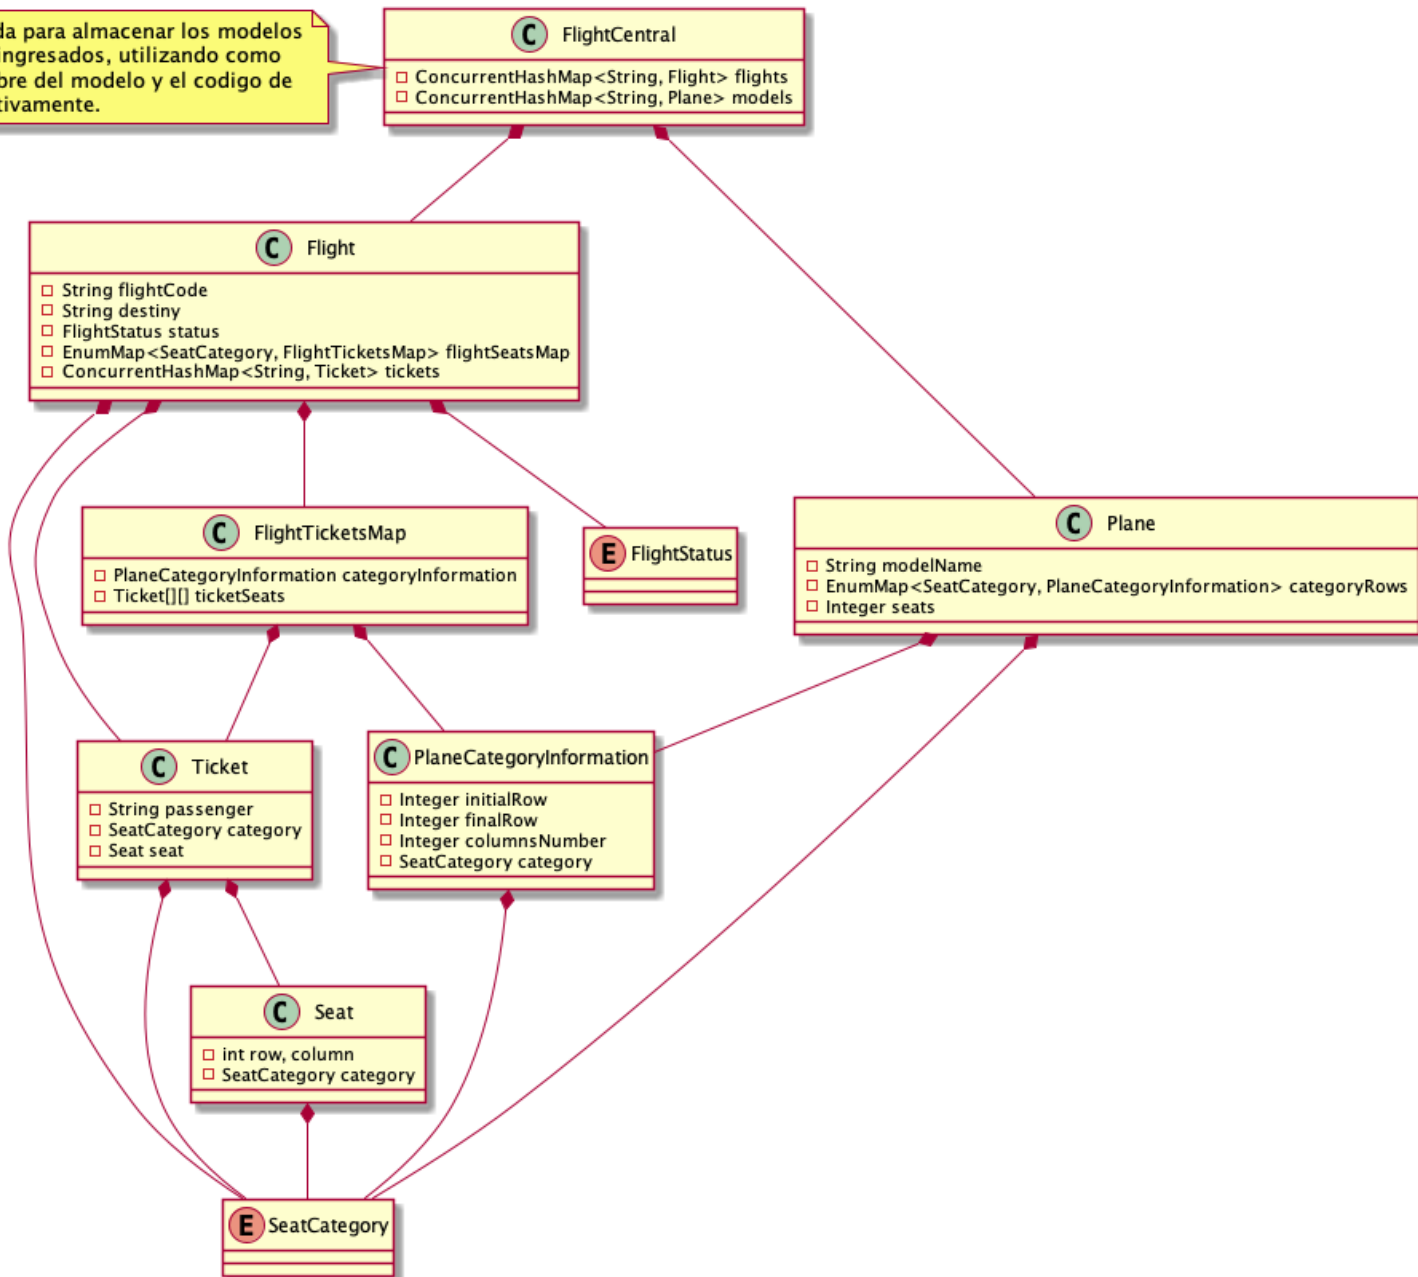 para almacenar los modelos
ingresados, utilizando como
del modelo y el codigo de
C FlightCentral
ConcurrentHashMap<String, Flight> flights
ConcurrentHashMap<String, Plane> models
C Flight
String flightCode
String destiny
FlightStatus status
EnumMap<SeatCategory, FlightTicketsMap> flightSeatsMap
ConcurrentHashMap<String, Ticket> tickets
C FlightTicketsMap
PlaneCategoryInformation categoryInformation
Ticket[][] ticketSeats
E FlightStatus
C Plane
String modelName
EnumMap<SeatCategory, PlaneCategoryInformation> categoryRows
Integer seats
C Ticket
String passenger
SeatCategory category
Seat seat
C PlaneCategoryInformation
Integer initialRow
Integer finalRow
Integer columnsNumber
SeatCategory category
C Seat
int row, column
SeatCategory category
E SeatCategory